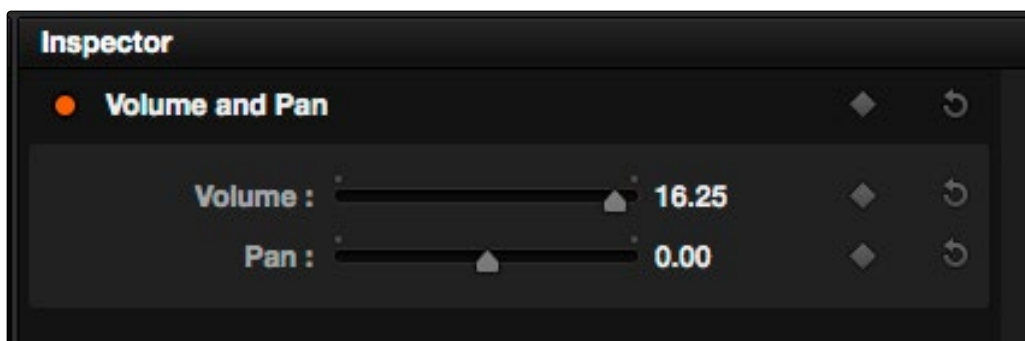 Inspector
Volume and Pan
Volume : 16.25
Pan : 0.00